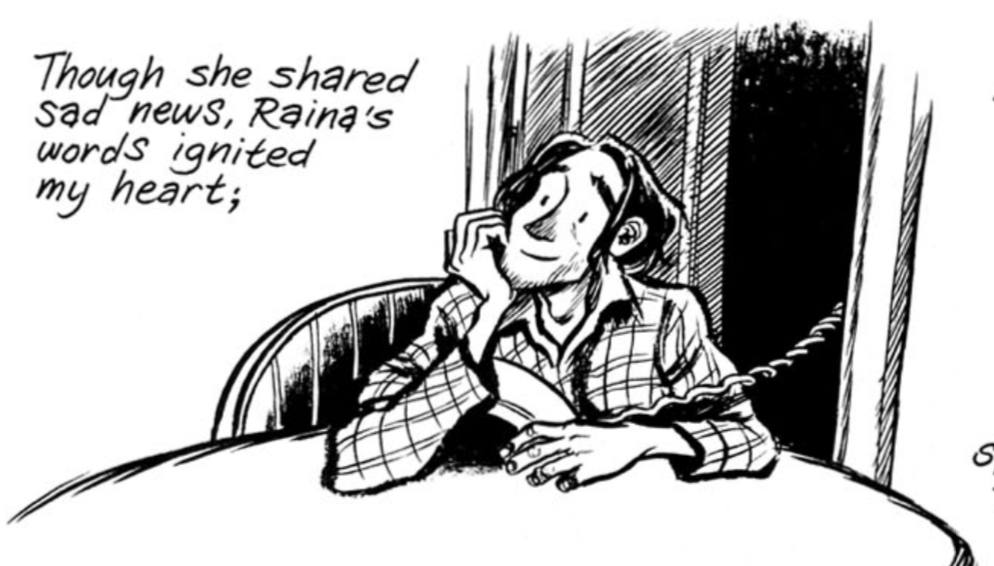 Though she shared
sad news, Raina's
words ignited
my heart;